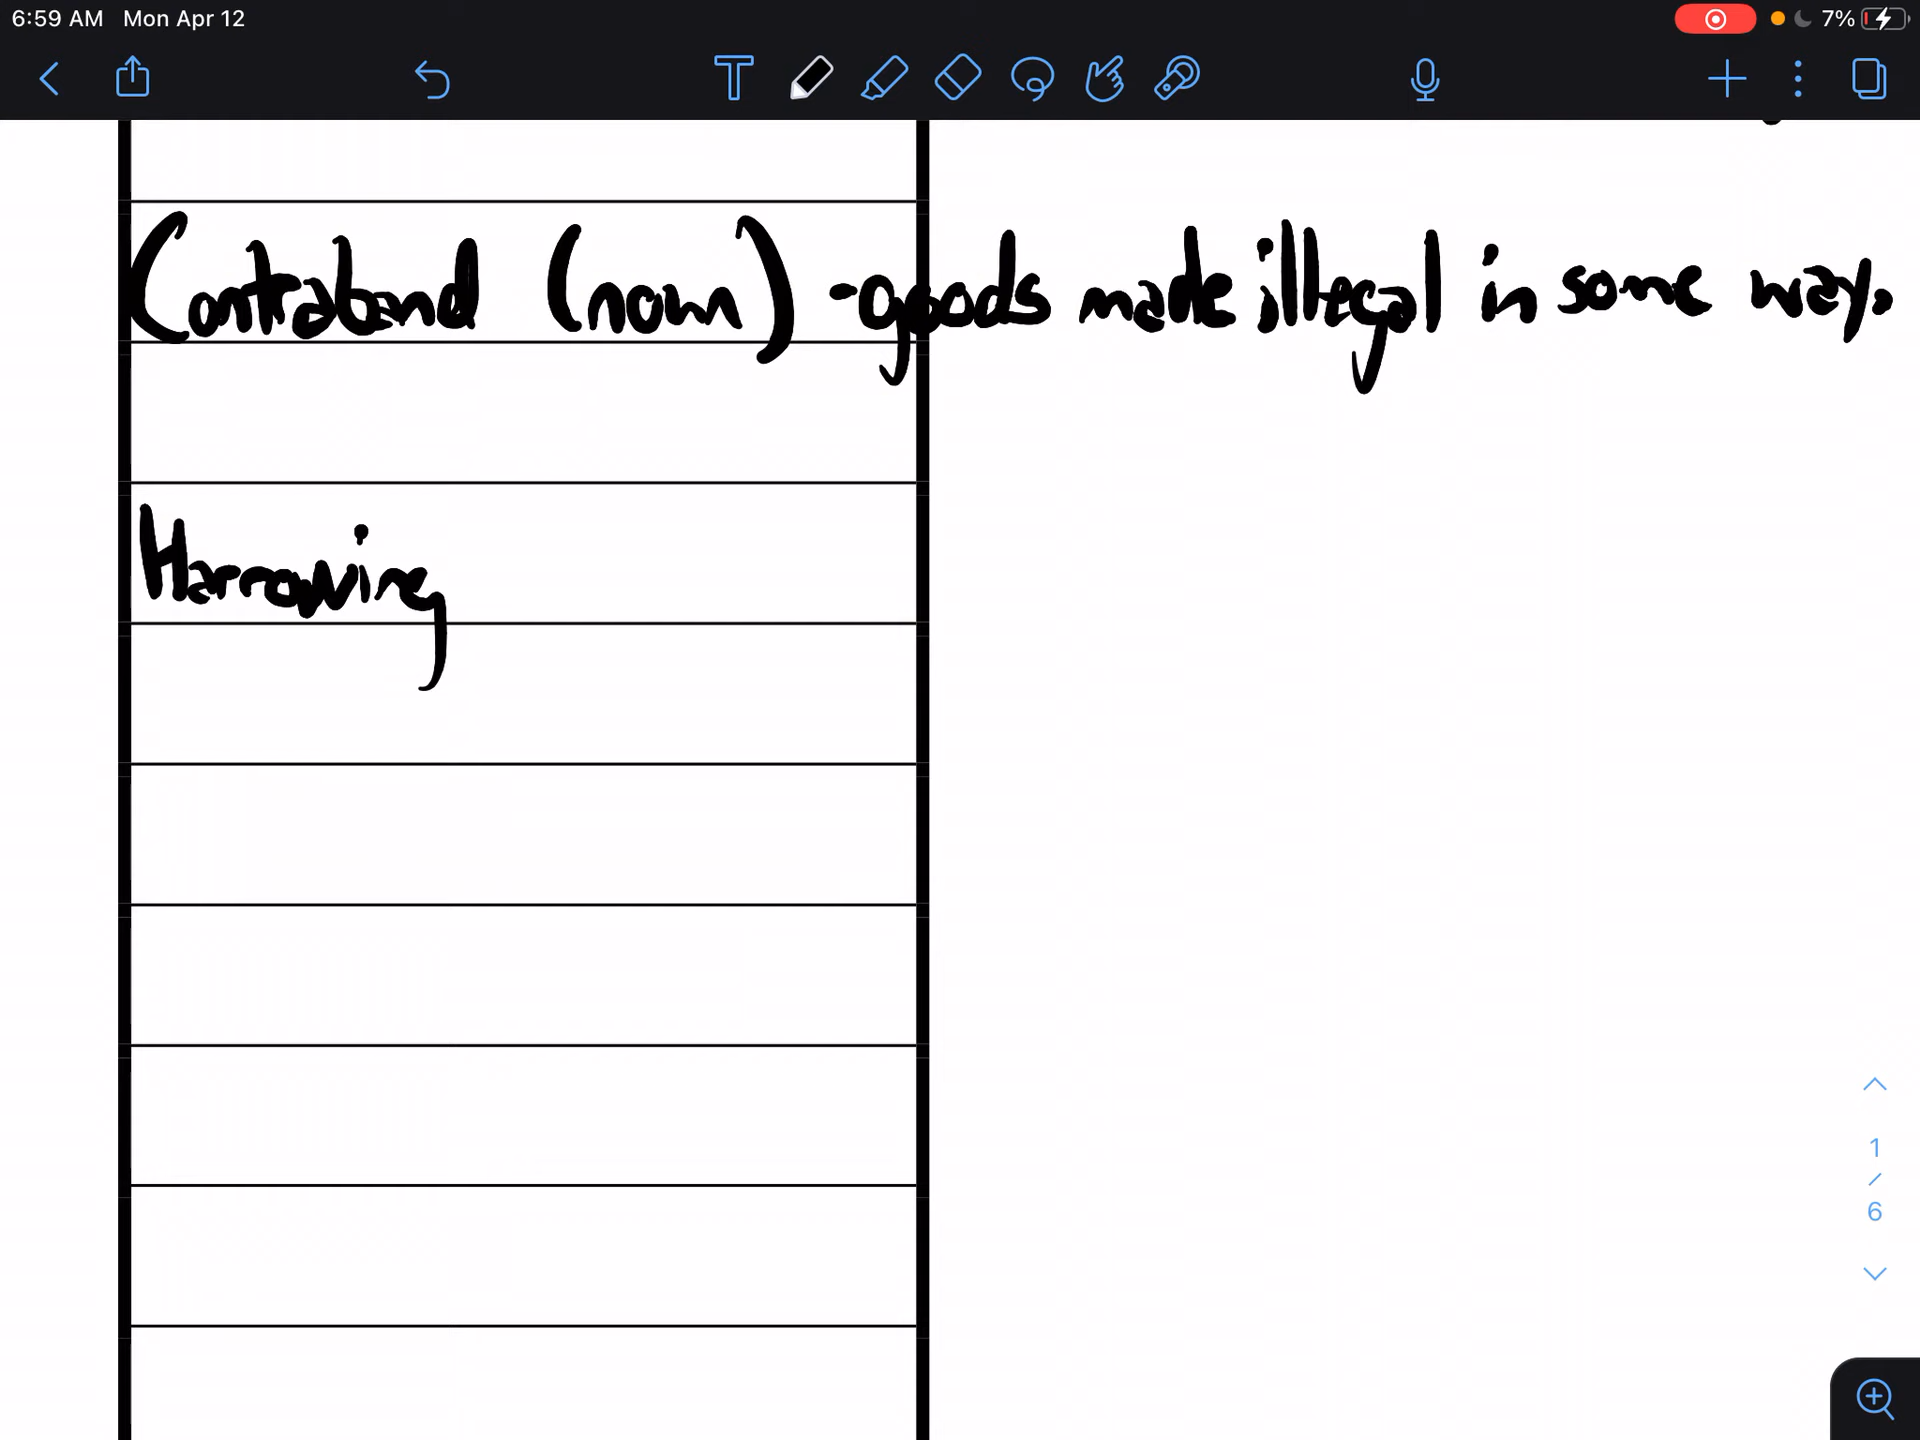 6:59 AM Mon Apr 12 7%
Contraband (noun) - goods made illegal in some way.
Harrowing
1
/
6